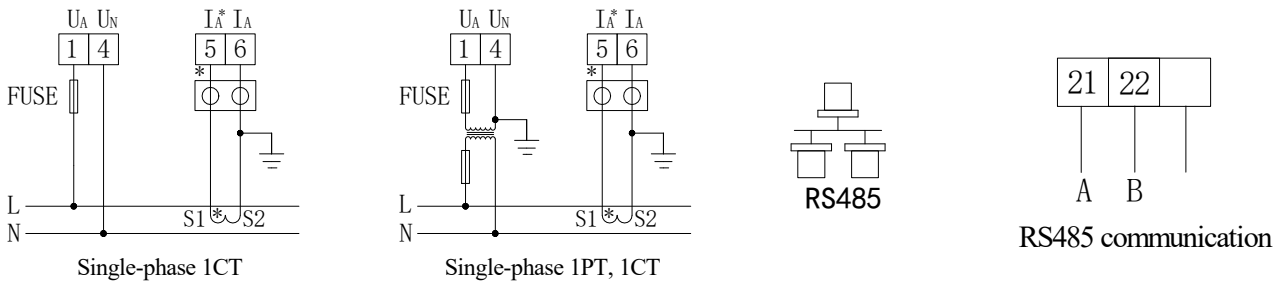 UA UN IA* IA
1 4 5 6
*
FUSE
L
S1 * S2
N
Single-phase 1CT
UA UN IA* IA
1 4 5 6
*
FUSE
L
S1 * S2
N
Single-phase 1PT, 1CT
RS485
21 22
A B
RS485 communication